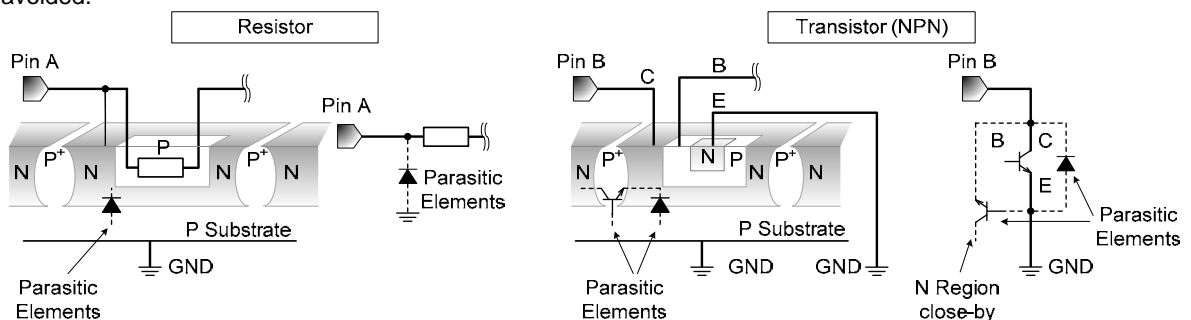 avoided.
Resistor
Transistor (NPN)
Pin A
Pin A
Parasitic
Elements
N
P+
N
P
N
P+
N
P Substrate
GND
Parasitic
Elements
Pin B
C
B
E
N
P+
N
N
P
P+
N
P Substrate
GND
GND
Parasitic
Elements
Pin B
B
C
E
Parasitic
Elements
GND
N Region
close-by